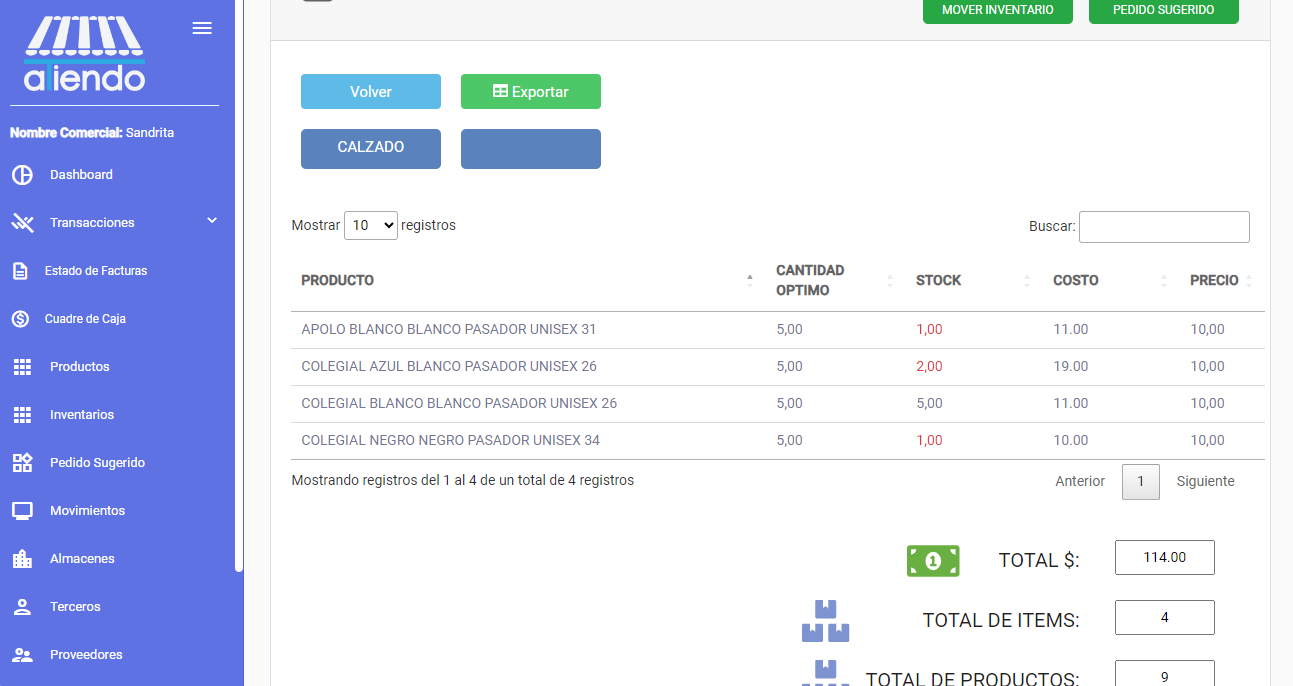 MOVER INVENTARIO
PEDIDO SUGERIDO
aTiendo
Nombre Comercial: Sandrita
Dashboard
Transacciones
Estado de Facturas
Cuadre de Caja
Productos
Inventarios
Pedido Sugerido
Movimientos
Almacenes
Terceros
Proveedores
Volver
Exportar
CALZADO
Mostrar 10 registros
Buscar:
PRODUCTO CANTIDAD OPTIMO STOCK COSTO PRECIO
APOLO BLANCO BLANCO PASADOR UNISEX 31 5,00 1,00 11.00 10,00
COLEGIAL AZUL BLANCO PASADOR UNISEX 26 5,00 2,00 19.00 10,00
COLEGIAL BLANCO BLANCO PASADOR UNISEX 26 5,00 5,00 11.00 10,00
COLEGIAL NEGRO NEGRO PASADOR UNISEX 34 5,00 1,00 10.00 10,00
Mostrando registros del 1 al 4 de un total de 4 registros
Anterior 1 Siguiente
1 TOTAL $: 114.00
TOTAL DE ITEMS: 4
TOTAL DE PRODUCTOS: 9